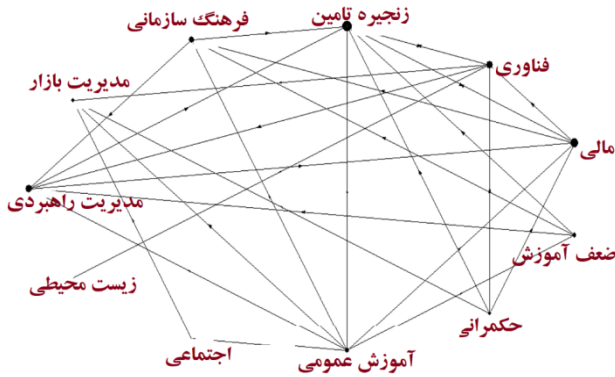 زنجیره تامین
فرهنگ سازمانی
فناوری
مدیریت بازار
مالی
مدیریت راهبردی
ضعف آموزش
زیست محیطی
حکمرانی
اجتماعی
آموزش عمومی